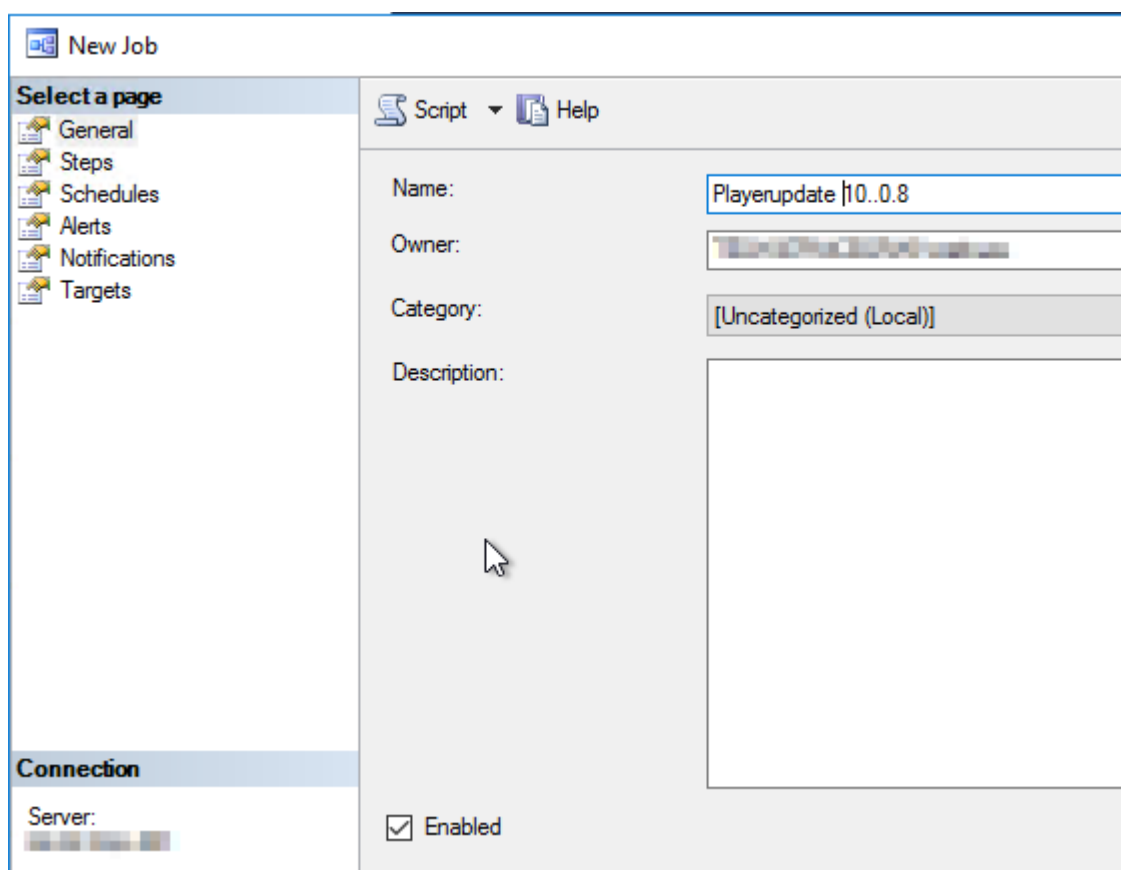 New Job
Select a page
General
Steps
Schedules
Alerts
Notifications
Targets
Connection
Server:
Script
Help
Name:
Playerupdate 10..0.8
Owner:
Category:
[Uncategorized (Local)]
Description:
Enabled